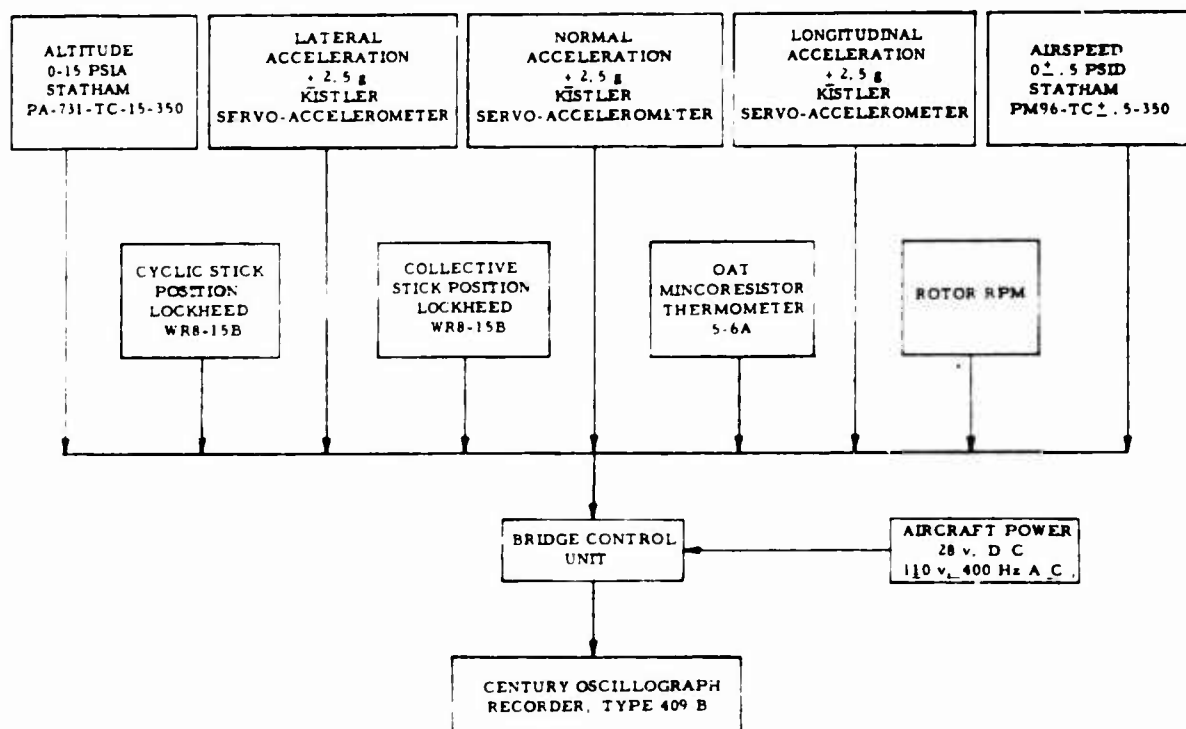 ALTITUDE
0-15 PSIA
STATHAM
PA-731-TC-15-350
LATERAL
ACCELERATION
± 2.5 g
KISTLER
SERVO-ACCELEROMETER
NORMAL
ACCELERATION
± 2.5 g
KISTLER
SERVO-ACCELEROMETER
LONGITUDINAL
ACCELERATION
± 2.5 g
KISTLER
SERVO-ACCELEROMETER
AIRSPEED
0 ± .5 PSID
STATHAM
PM96-TC ± .5-350
CYCLIC STICK
POSITION
LOCKHEED
WR8-15B
COLLECTIVE
STICK POSITION
LOCKHEED
WR8-15B
OAT
MINCORESISTOR
THERMOMETER
5-6A
ROTOR RPM
BRIDGE CONTROL
UNIT
AIRCRAFT POWER
28 v. D C
110 v. 400 Hz A C
CENTURY OSCILLOGRAPH
RECORDER, TYPE 409 B